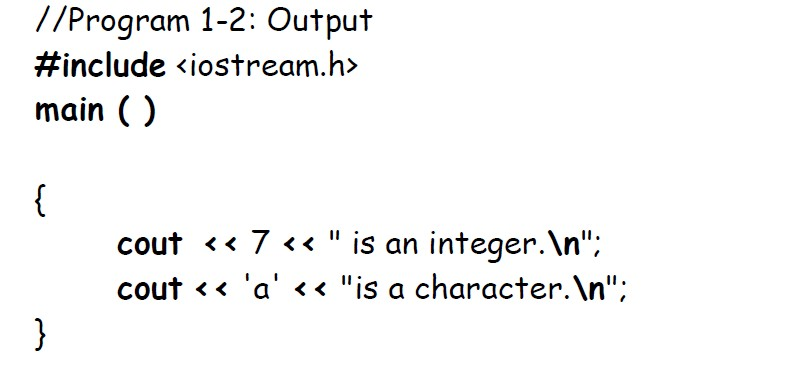 //Program 1-2: Output
#include <iostream.h>
main ( )
{
cout << 7 << " is an integer.\n";
cout << 'a' << "is a character.\n";
}